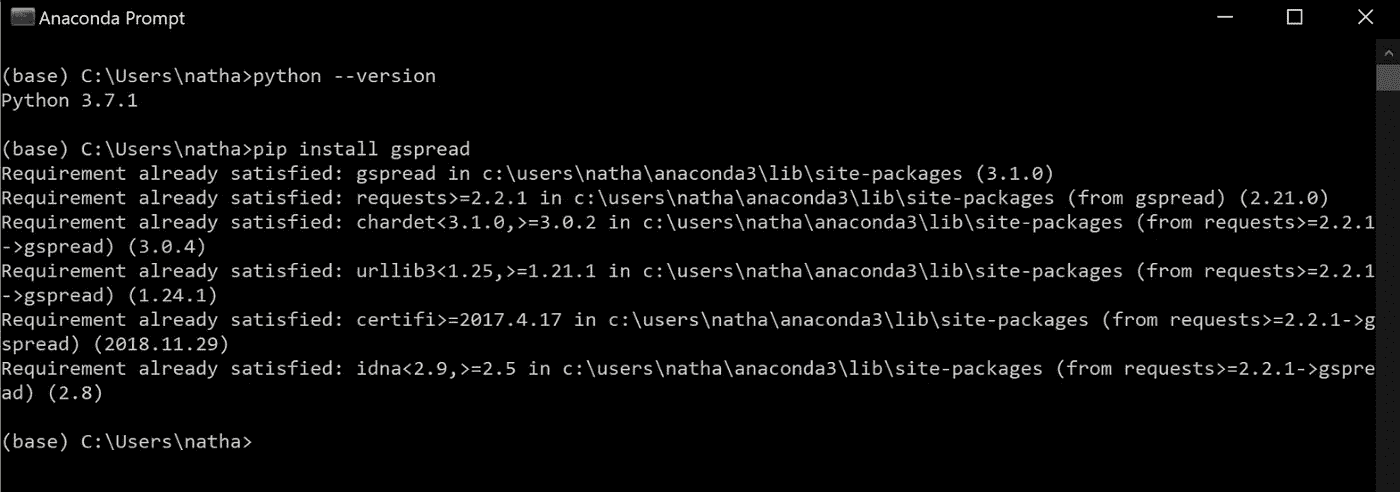 Anaconda Prompt
(base) C:\Users\natha>python --version
Python 3.7.1
(base) C:\Users\natha>pip install gspread
Requirement already satisfied: gspread in c:\users\natha\anaconda3\lib\site-packages (3.1.0)
Requirement already satisfied: requests>=2.2.1 in c:\users\natha\anaconda3\lib\site-packages (from gspread) (2.21.0)
Requirement already satisfied: chardet<3.1.0,>=3.0.2 in c:\users\natha\anaconda3\lib\site-packages (from requests>=2.2.1
->gspread) (3.0.4)
Requirement already satisfied: urllib3<1.25,>=1.21.1 in c:\users\natha\anaconda3\lib\site-packages (from requests>=2.2.1
->gspread) (1.24.1)
Requirement already satisfied: certifi>=2017.4.17 in c:\users\natha\anaconda3\lib\site-packages (from requests>=2.2.1->g
spread) (2018.11.29)
Requirement already satisfied: idna<2.9,>=2.5 in c:\users\natha\anaconda3\lib\site-packages (from requests>=2.2.1->gspre
ad) (2.8)
(base) C:\Users\natha>